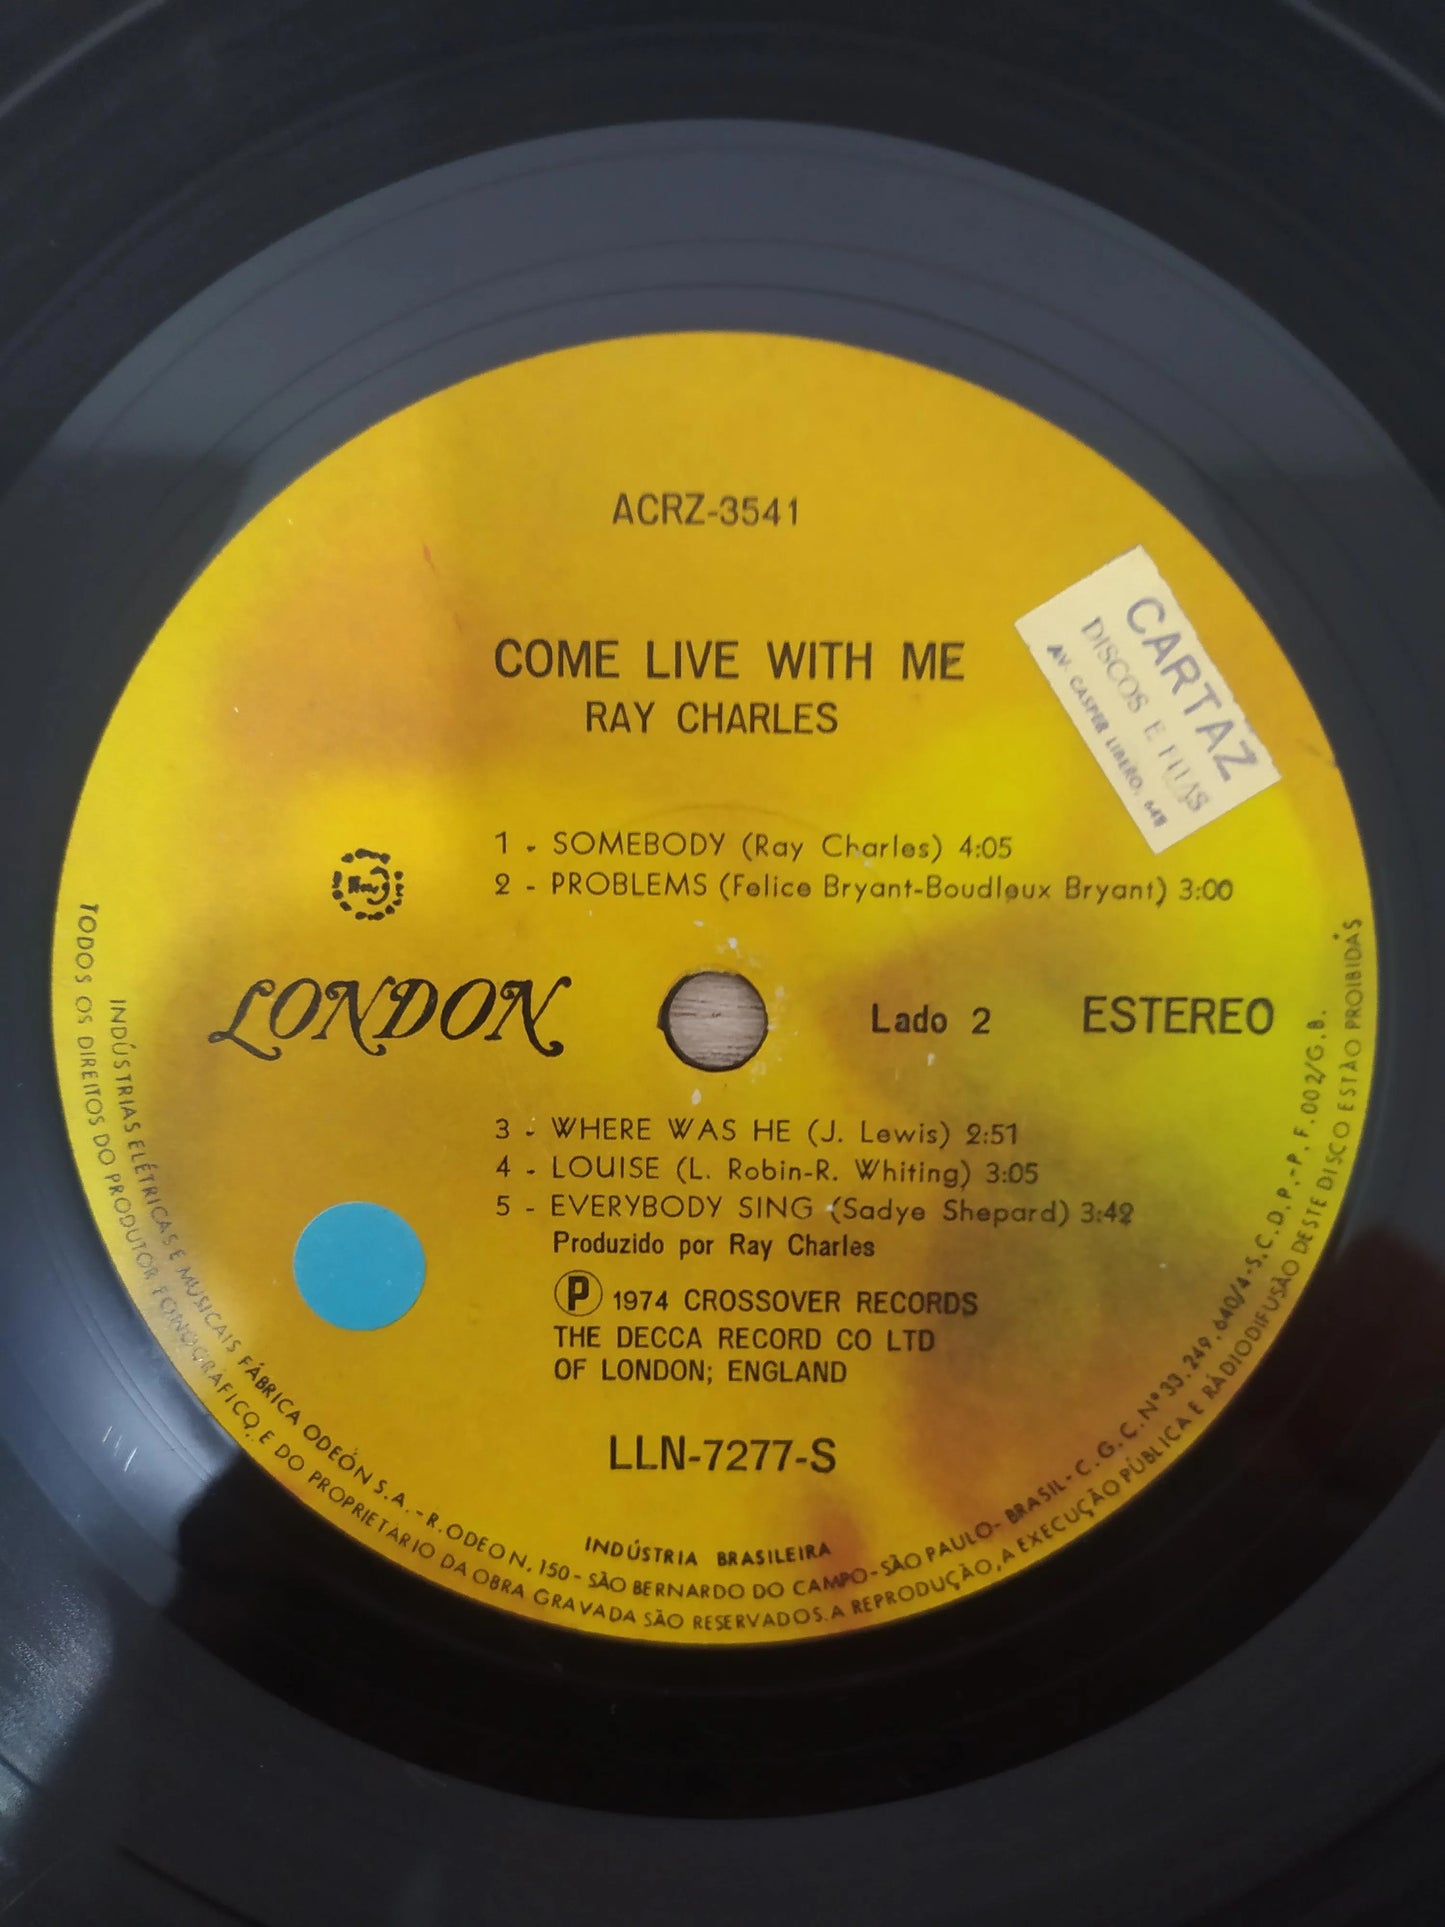 ACRZ-3541
COME LIVE WITH ME
RAY CHARLES
CARTAZ
DISCOS E FITAS
AV. CASPER LIBERO, 648
1 - SOMEBODY (Ray Charles) 4:05
2 - PROBLEMS (Felice Bryant-Boudleux Bryant) 3:00
LONDON
Lado 2
ESTEREO
3 - WHERE WAS HE (J. Lewis) 2:51
4 - LOUISE (L. Robin-R. Whiting) 3:05
5 - EVERYBODY SING (Sadye Shepard) 3:42
Produzido por Ray Charles
Ⓟ 1974 CROSSOVER RECORDS
THE DECCA RECORD CO LTD
OF LONDON; ENGLAND
LLN-7277-S
INDÚSTRIA BRASILEIRA
INDÚSTRIAS ELÉTRICAS E MUSICAIS FÁBRICA ODEON S.A. - R. ODEON, 150 - SÃO BERNARDO DO CAMPO - SÃO PAULO - BRASIL - C.G.C. Nº 33.249.640/4 - S.C.D.P. - P.F. 002/G.B.
TODOS OS DIREITOS DO PRODUTOR FONOGRÁFICO, E DO PROPRIETÁRIO DA OBRA GRAVADA SÃO RESERVADOS. A REPRODUÇÃO, A EXECUÇÃO PÚBLICA E RÁDIODIFUSÃO DESTE DISCO ESTÃO PROIBIDAS